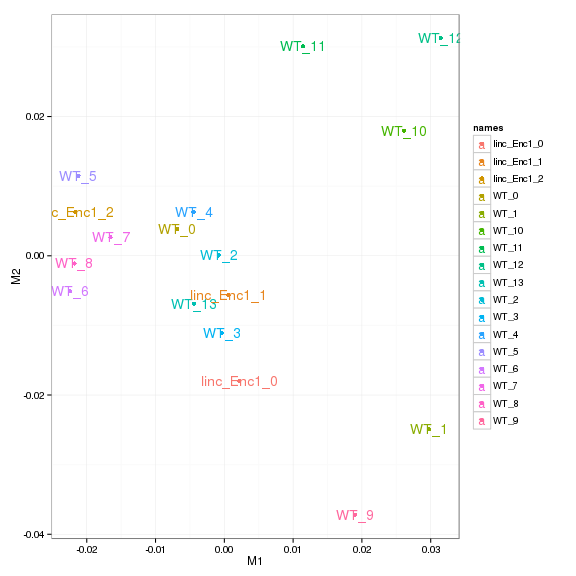 WT_12
WT_11
WT_10
WT_5
c_Enc1_2
WT_4
WT_0
WT_7
WT_2
WT_8
WT_6
linc_Enc1_1
WT_13
WT_3
linc_Enc1_0
WT_1
WT_9
0.02
0.00
-0.02
-0.04
M2
-0.02
-0.01
0.00
0.01
0.02
0.03
M1
names
a linc_Enc1_0
a linc_Enc1_1
a linc_Enc1_2
a WT_0
a WT_1
a WT_10
a WT_11
a WT_12
a WT_13
a WT_2
a WT_3
a WT_4
a WT_5
a WT_6
a WT_7
a WT_8
a WT_9